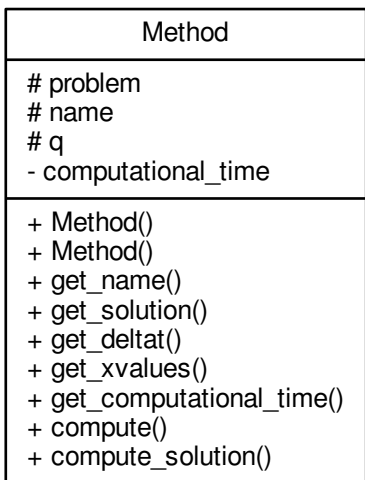 Method
# problem
# name
# q
- computational_time
+ Method()
+ Method()
+ get_name()
+ get_solution()
+ get_deltat()
+ get_xvalues()
+ get_computational_time()
+ compute()
+ compute_solution()